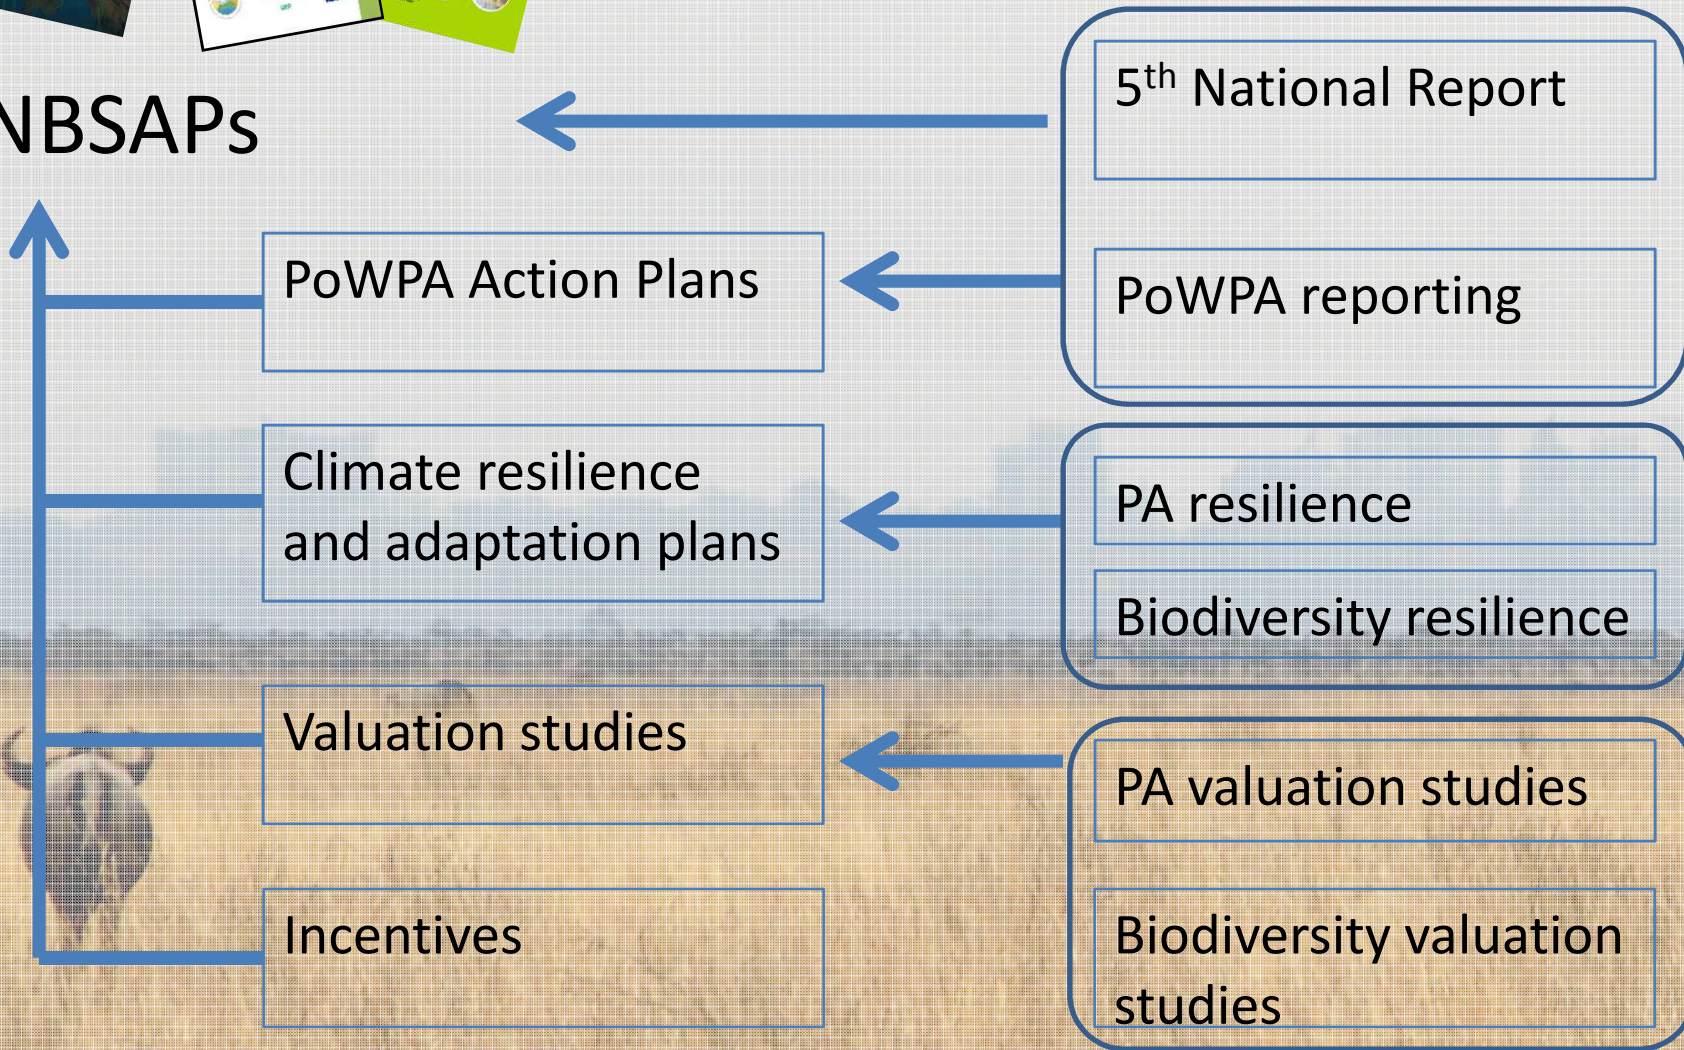 NBSAPs
5th National Report
PoWPA Action Plans
PoWPA reporting
Climate resilience
and adaptation plans
PA resilience
Biodiversity resilience
Valuation studies
PA valuation studies
Incentives
Biodiversity valuation
studies